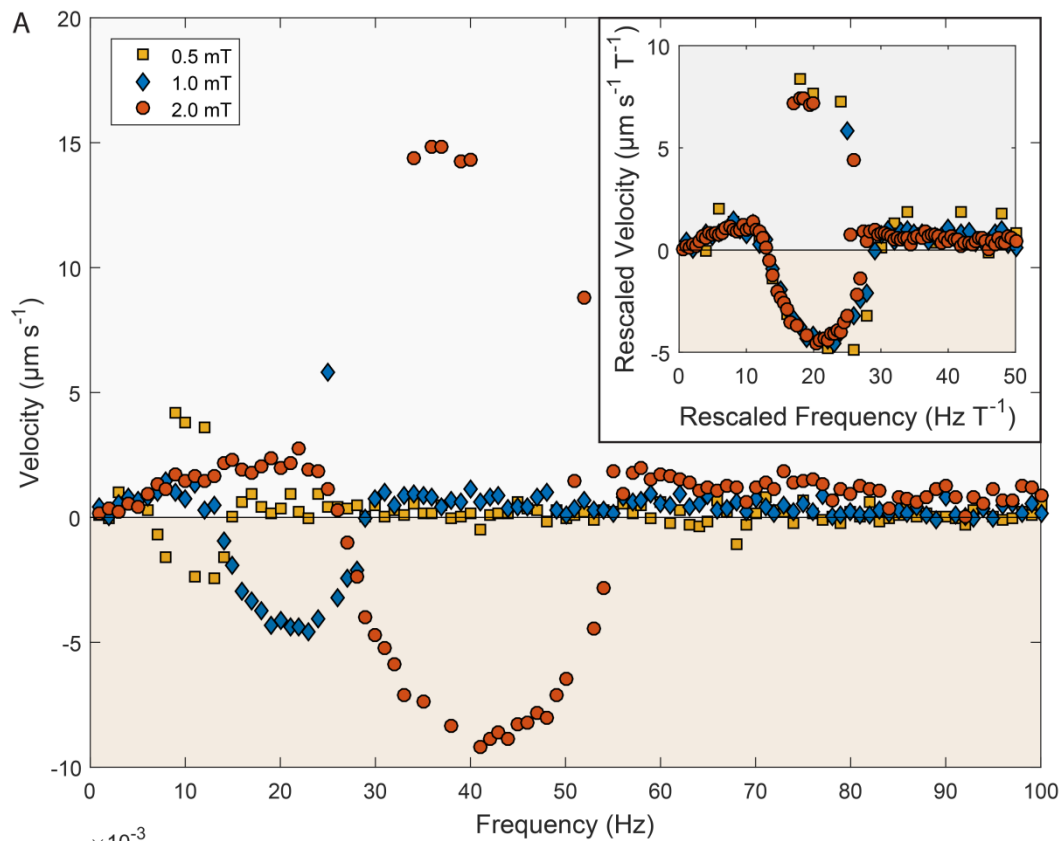 A
20
15
10
5
0
-5
-10
Velocity (μm s⁻¹)
0.5 mT
1.0 mT
2.0 mT
10
5
0
-5
Rescaled Velocity (μm s⁻¹ T⁻¹)
0 10 20 30 40 50
Rescaled Frequency (Hz T⁻¹)
0 10 20 30 40 50 60 70 80 90 100
Frequency (Hz)
×10⁻³